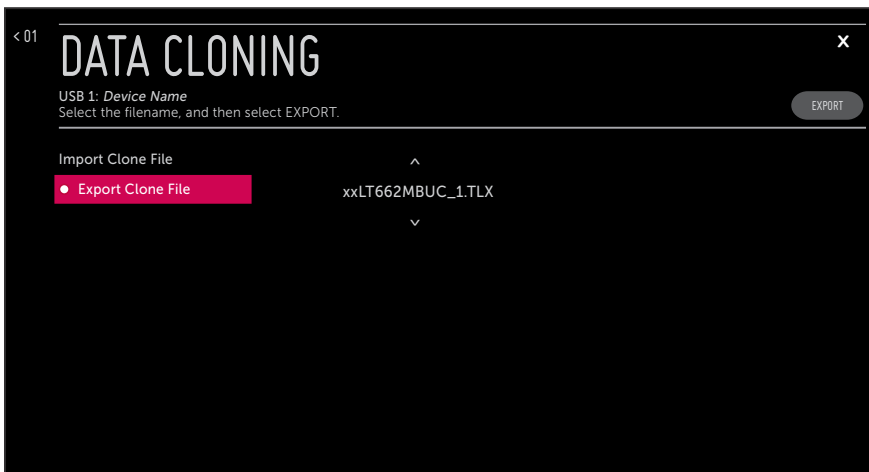 < 01
DATA CLONING
X
USB 1: Device Name
Select the filename, and then select EXPORT.
EXPORT
Import Clone File
Export Clone File
xxLT662MBUC_1.TLX